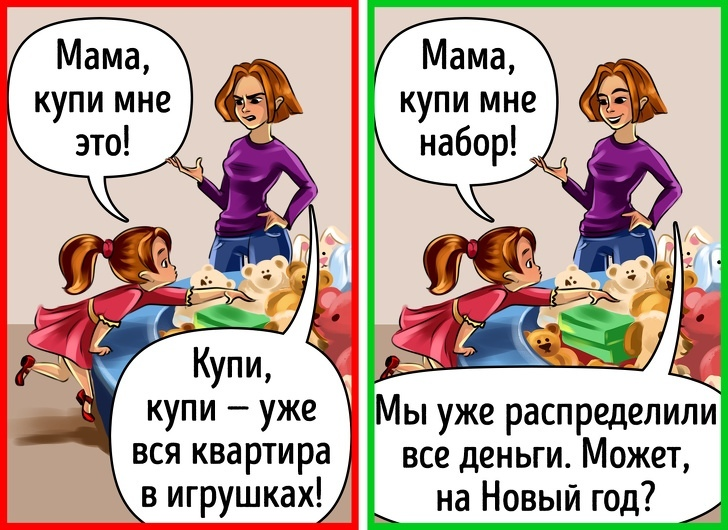 Мама,
купи мне
это!
Купи,
купи – уже
вся квартира
в игрушках!
Мама,
купи мне
набор!
Мы уже распределили
все деньги. Может,
на Новый год?